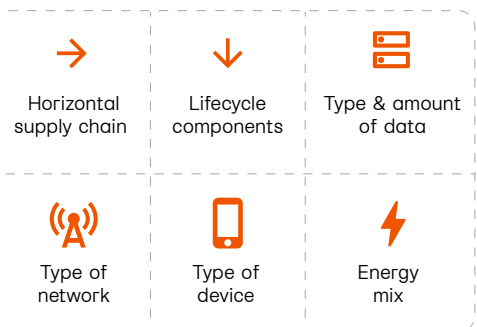 Horizontal
supply chain
Lifecycle
components
Type & amount
of data
Type of
network
Type of
device
Energy
mix